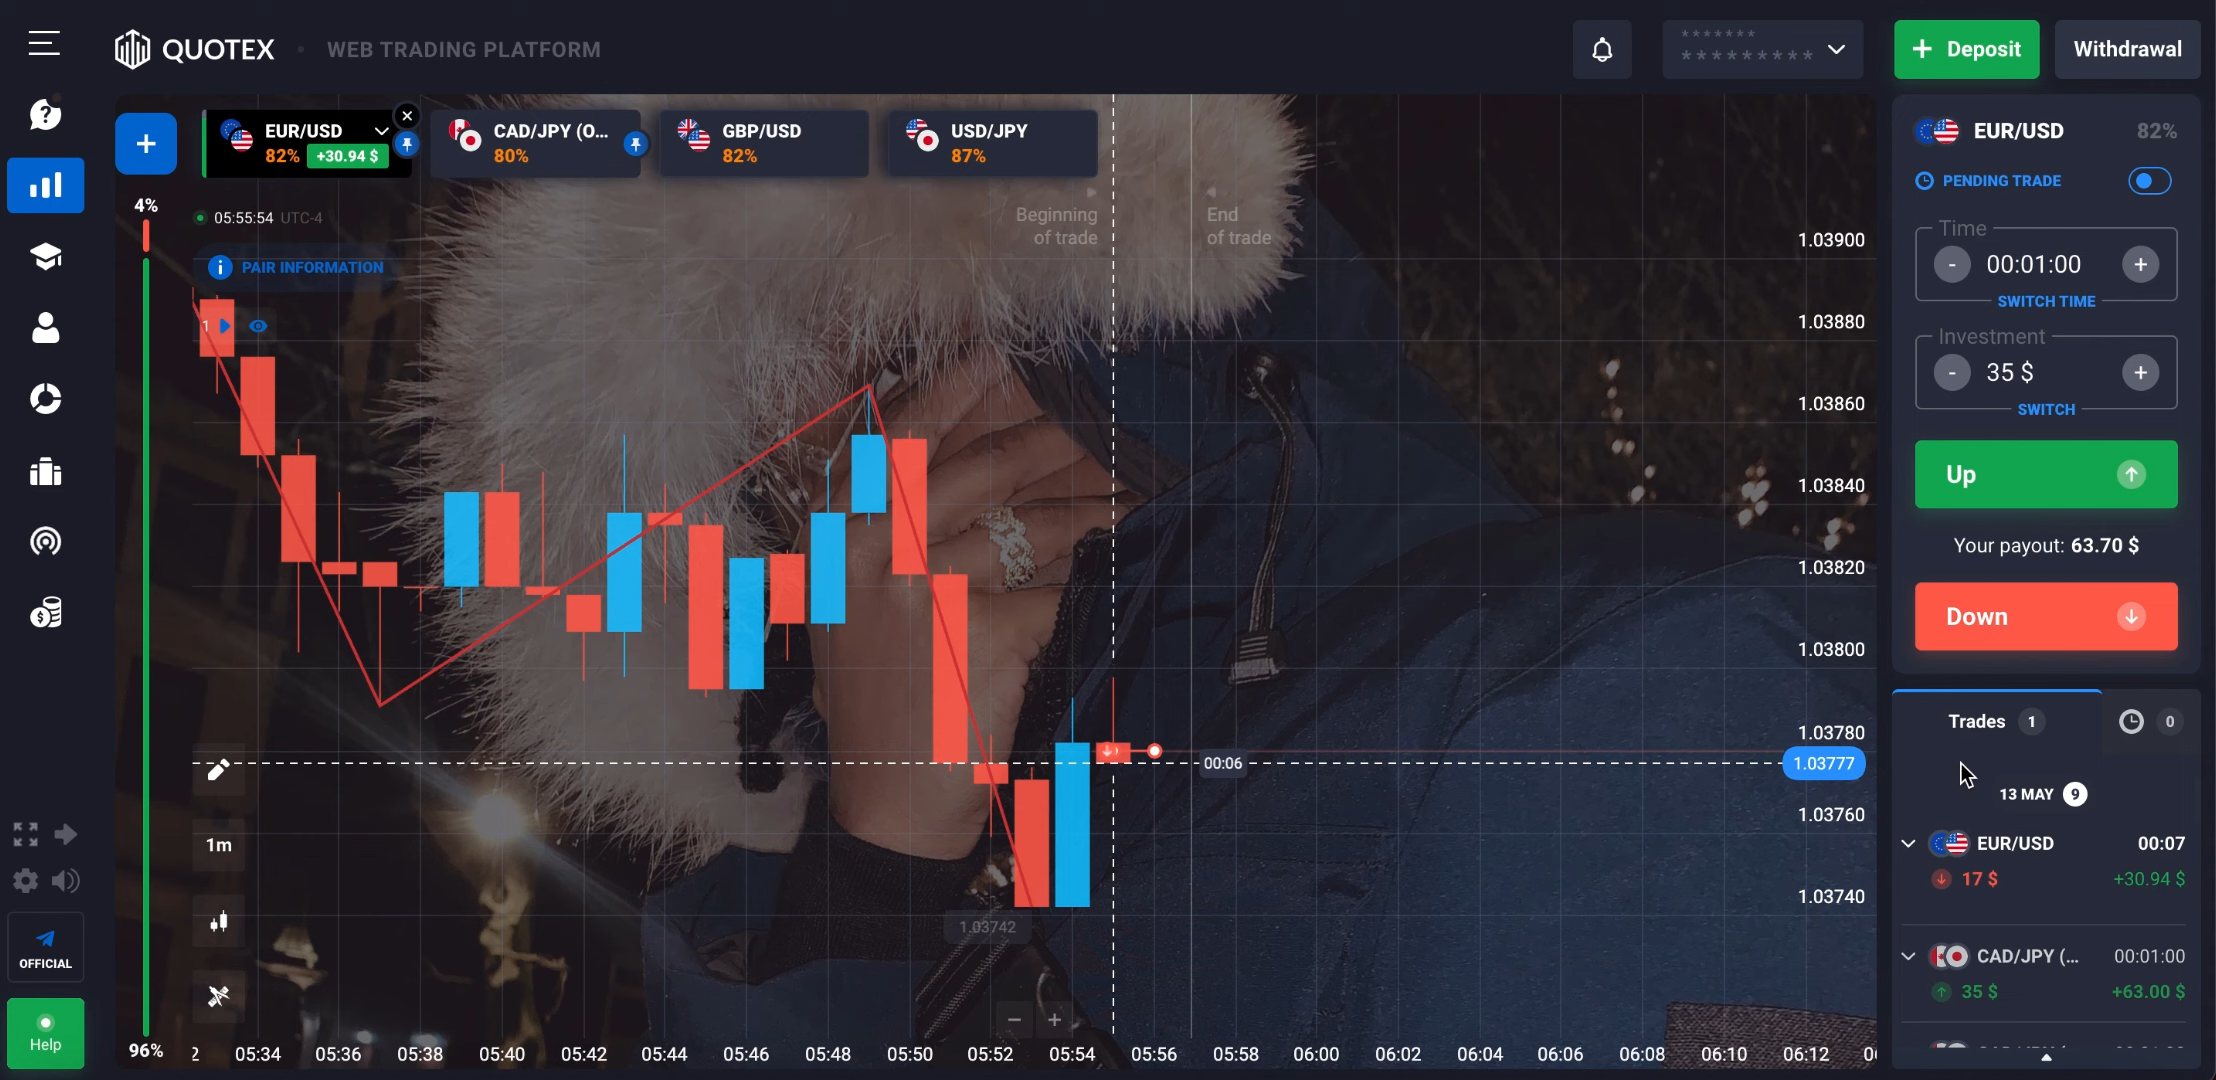 QUOTEX • WEB TRADING PLATFORM
*******
*********
+ Deposit
Withdrawal
+
EUR/USD
82% +30.94 $
CAD/JPY (O...
80%
GBP/USD
82%
USD/JPY
87%
4%
05:55:54 UTC-4
PAIR INFORMATION
1
Beginning
of trade
End
of trade
1.03900
1.03880
1.03860
1.03840
1.03820
1.03800
1.03780
1.03777
1.03760
1.03740
00:06
1.03742
1m
− +
96%
2 05:34 05:36 05:38 05:40 05:42 05:44 05:46 05:48 05:50 05:52 05:54 05:56 05:58 06:00 06:02 06:04 06:06 06:08 06:10 06:12
OFFICIAL
Help
EUR/USD 82%
PENDING TRADE
Time
- 00:01:00 +
SWITCH TIME
Investment
- 35 $ +
SWITCH
Up
Your payout: 63.70 $
Down
Trades 1
0
13 MAY 9
EUR/USD 00:07
17 $ +30.94 $
CAD/JPY (... 00:01:00
35 $ +63.00 $